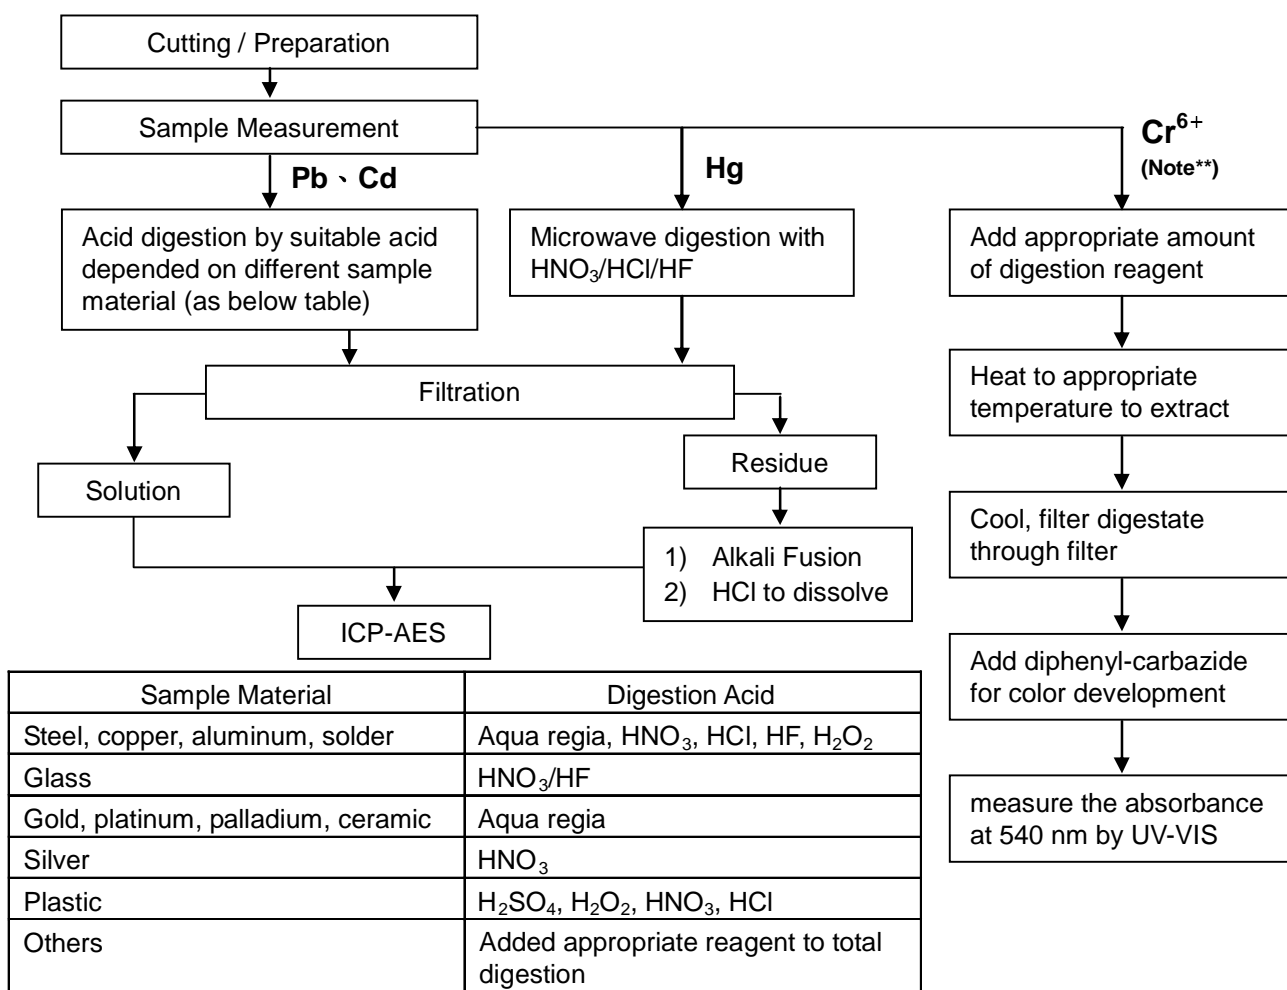 Cutting / Preparation
Sample Measurement
Pb、Cd
Hg
Cr⁶⁺
(Note**)
Acid digestion by suitable acid
depended on different sample
material (as below table)
Microwave digestion with
HNO₃/HCl/HF
Add appropriate amount
of digestion reagent
Filtration
Heat to appropriate
temperature to extract
Solution
Residue
1) Alkali Fusion
2) HCl to dissolve
Cool, filter digestate
through filter
ICP-AES
Add diphenyl-carbazide
for color development
measure the absorbance
at 540 nm by UV-VIS
Sample Material Digestion Acid
Steel, copper, aluminum, solder Aqua regia, HNO₃, HCl, HF, H₂O₂
Glass HNO₃/HF
Gold, platinum, palladium, ceramic Aqua regia
Silver HNO₃
Plastic H₂SO₄, H₂O₂, HNO₃, HCl
Others Added appropriate reagent to total
digestion